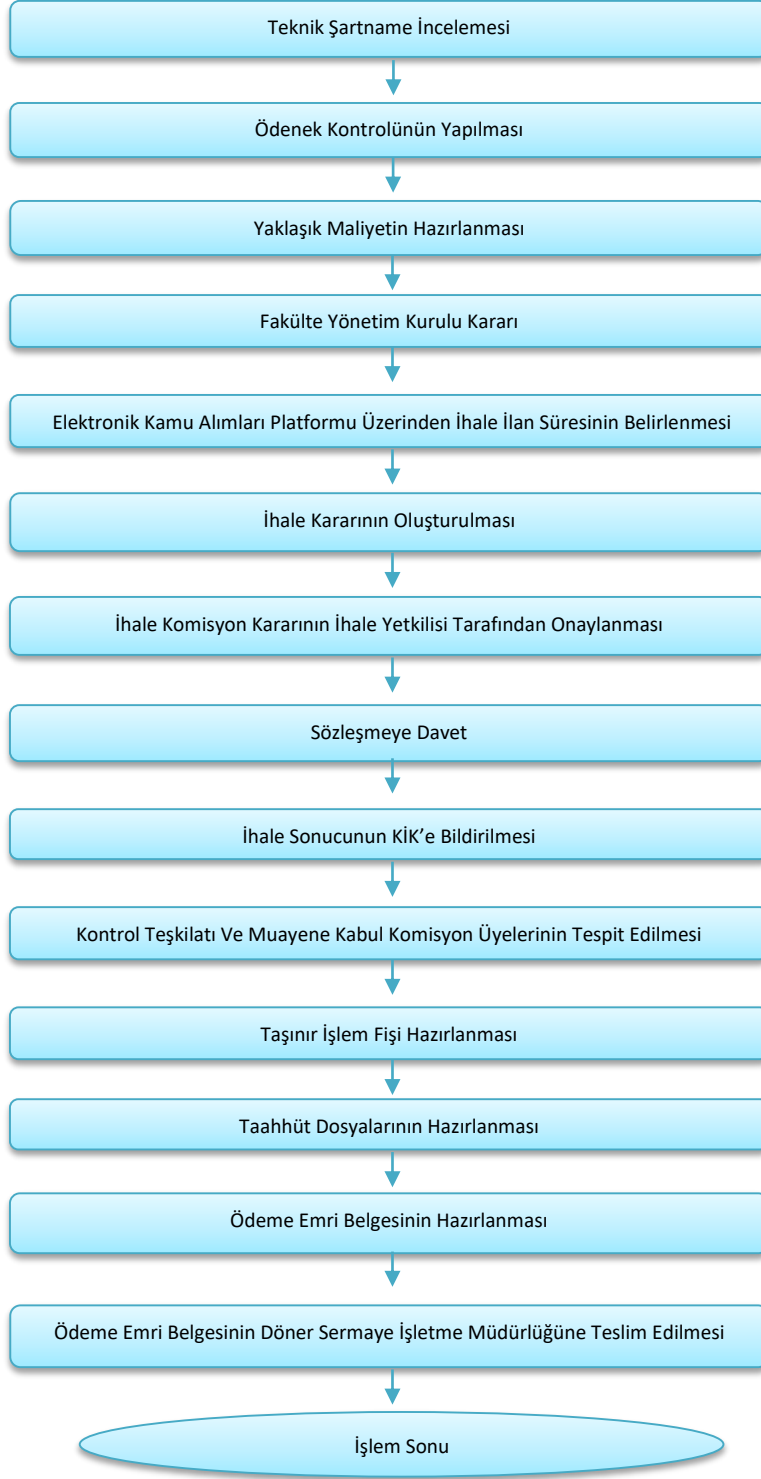 Teknik Şartname İncelemesi
Ödenek Kontrolünün Yapılması
Yaklaşık Maliyetin Hazırlanması
Fakülte Yönetim Kurulu Kararı
Elektronik Kamu Alımları Platformu Üzerinden İhale İlan Süresinin Belirlenmesi
İhale Kararının Oluşturulması
İhale Komisyon Kararının İhale Yetkilisi Tarafından Onaylanması
Sözleşmeye Davet
İhale Sonucunun KİK’e Bildirilmesi
Kontrol Teşkilatı Ve Muayene Kabul Komisyon Üyelerinin Tespit Edilmesi
Taşınır İşlem Fişi Hazırlanması
Taahhüt Dosyalarının Hazırlanması
Ödeme Emri Belgesinin Hazırlanması
Ödeme Emri Belgesinin Döner Sermaye İşletme Müdürlüğüne Teslim Edilmesi
İşlem Sonu